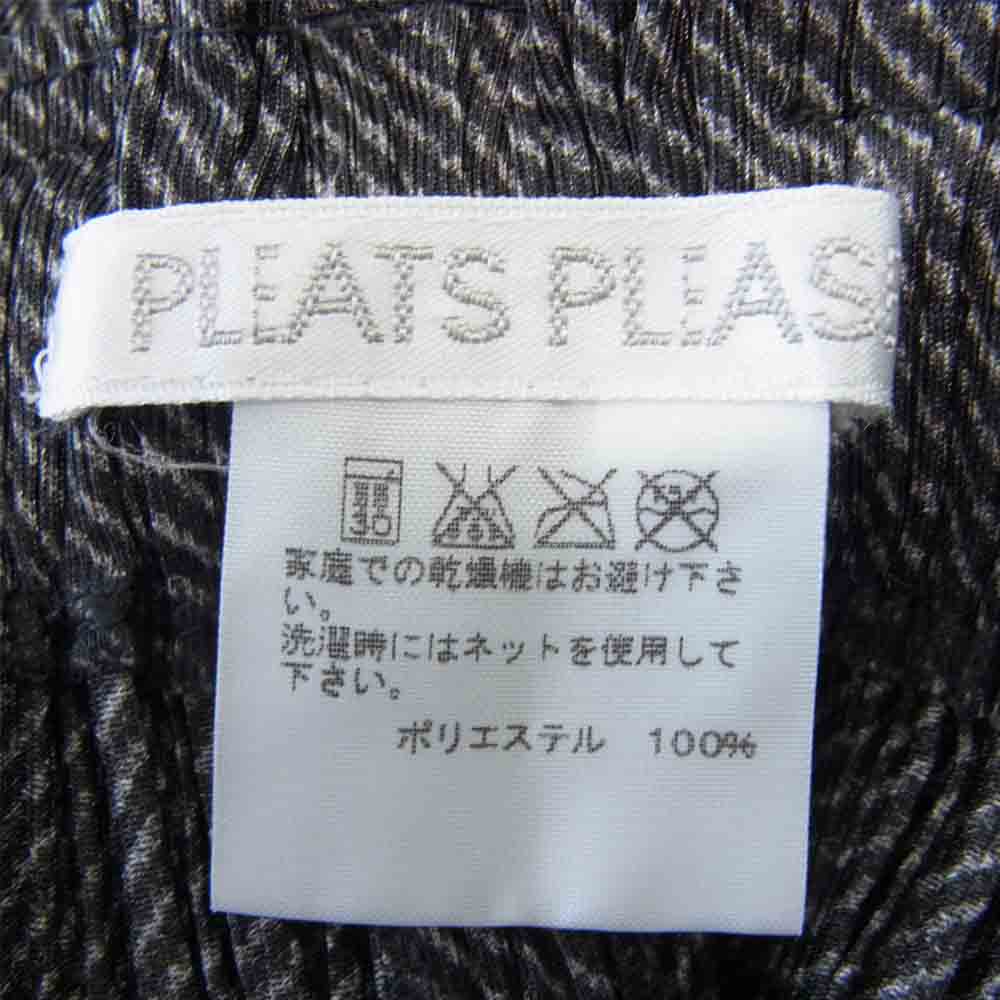 PLEATS PLEAS
30
家庭での乾燥機はお避け下さ
い。
洗濯時にはネットを使用して
下さい。
ポリエステル 100%